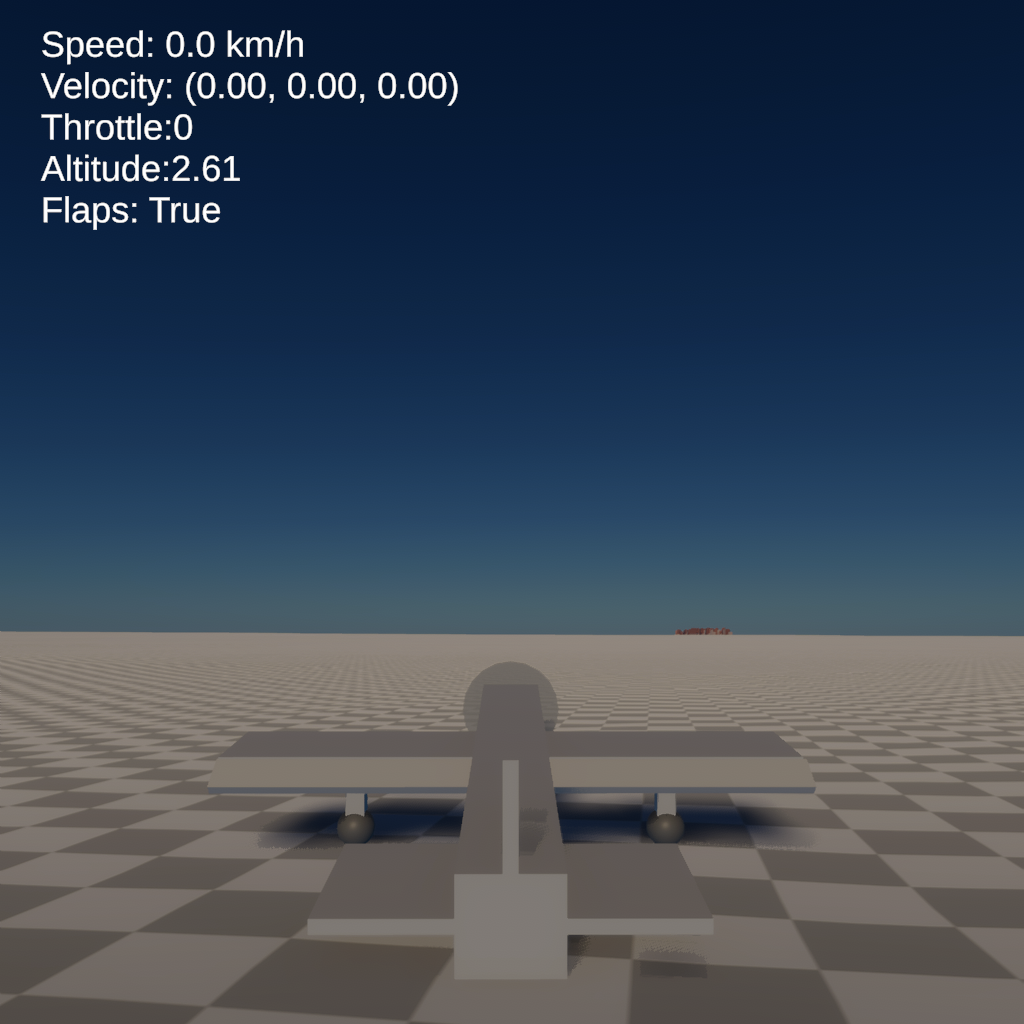 Speed: 0.0 km/h
Velocity: (0.00, 0.00, 0.00)
Throttle:0
Altitude:2.61
Flaps: True